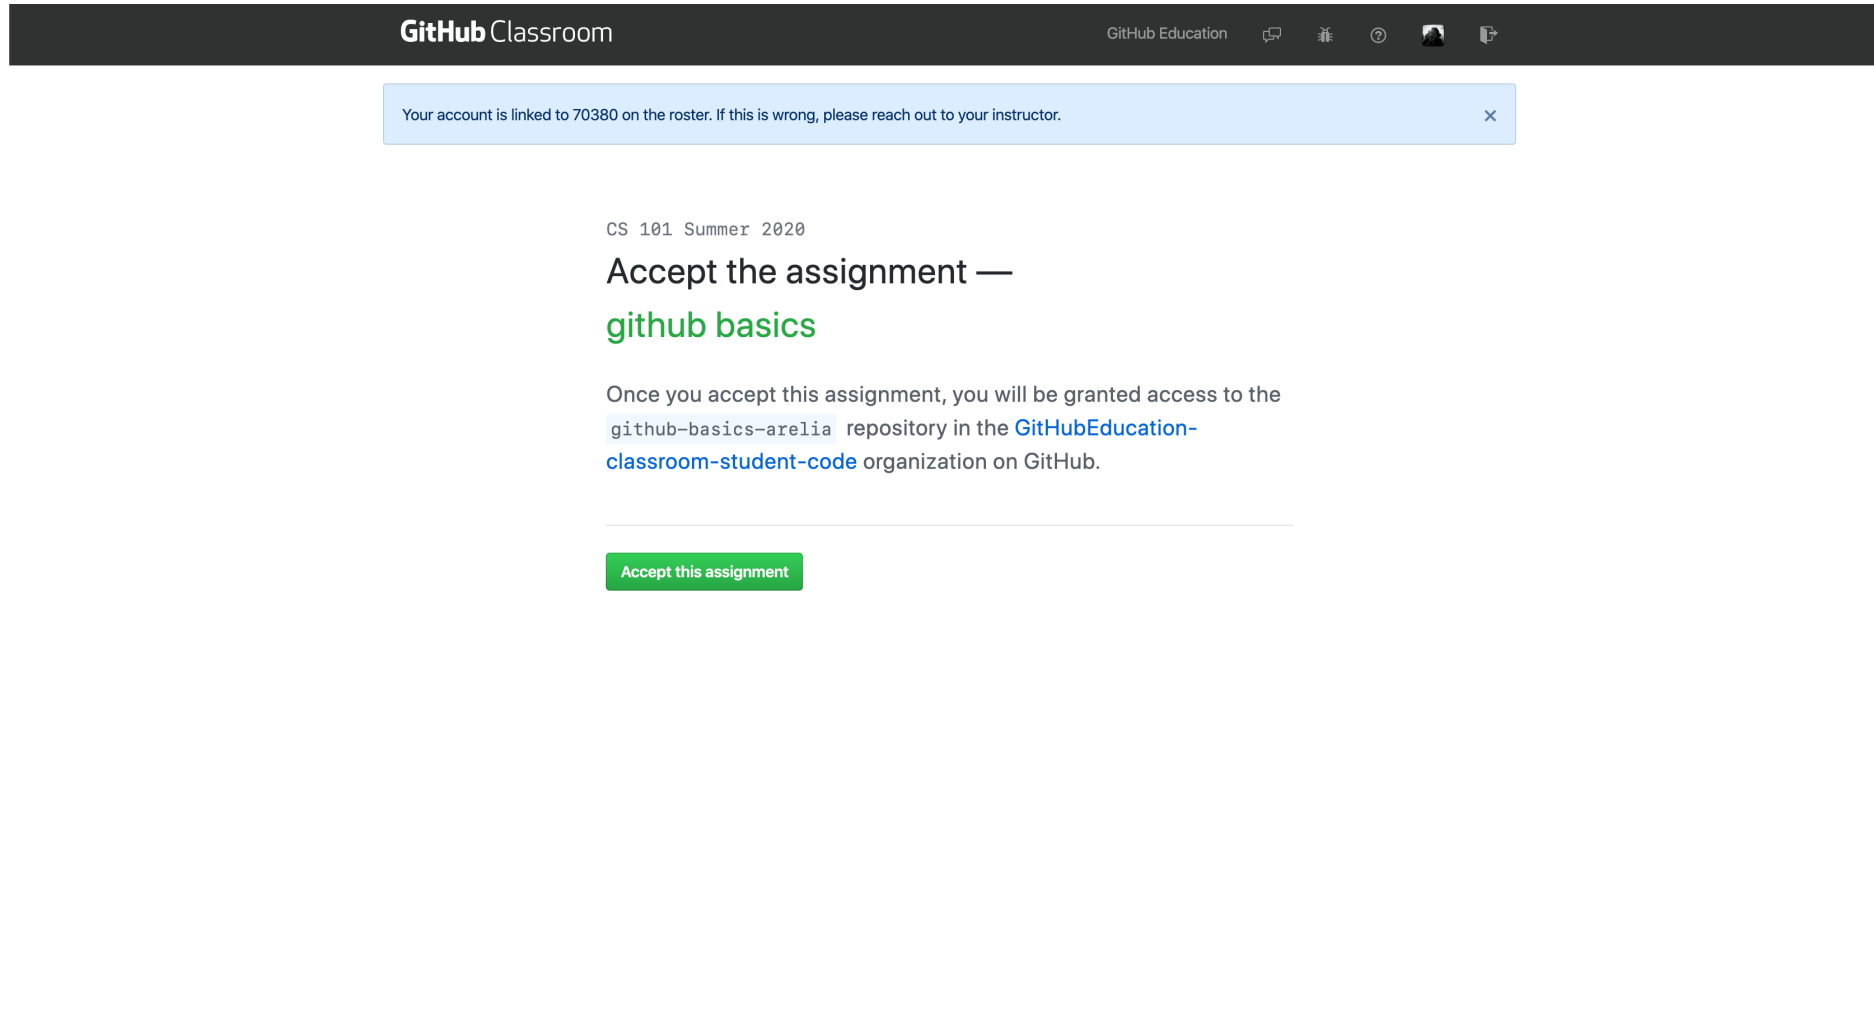 GitHub Classroom
GitHub Education
Your account is linked to 70380 on the roster. If this is wrong, please reach out to your instructor.
CS 101 Summer 2020
Accept the assignment —
github basics
Once you accept this assignment, you will be granted access to the
github-basics-arelia repository in the GitHubEducation-
classroom-student-code organization on GitHub.
Accept this assignment